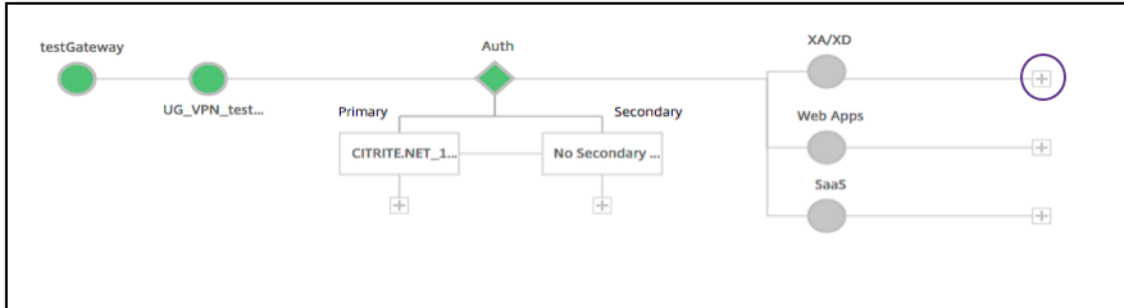 testGateway
UG_VPN_test...
Auth
Primary
Secondary
CITRITE.NET_1...
No Secondary ...
XA/XD
Web Apps
SaaS